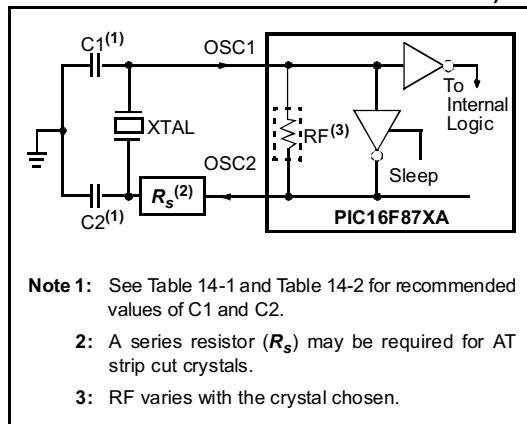 C1(1)
OSC1
To
Internal
Logic
XTAL
RF(3)
OSC2
Sleep
C2(1)
Rs(2)
PIC16F87XA
Note 1: See Table 14-1 and Table 14-2 for recommended
values of C1 and C2.
2: A series resistor (Rs) may be required for AT
strip cut crystals.
3: RF varies with the crystal chosen.